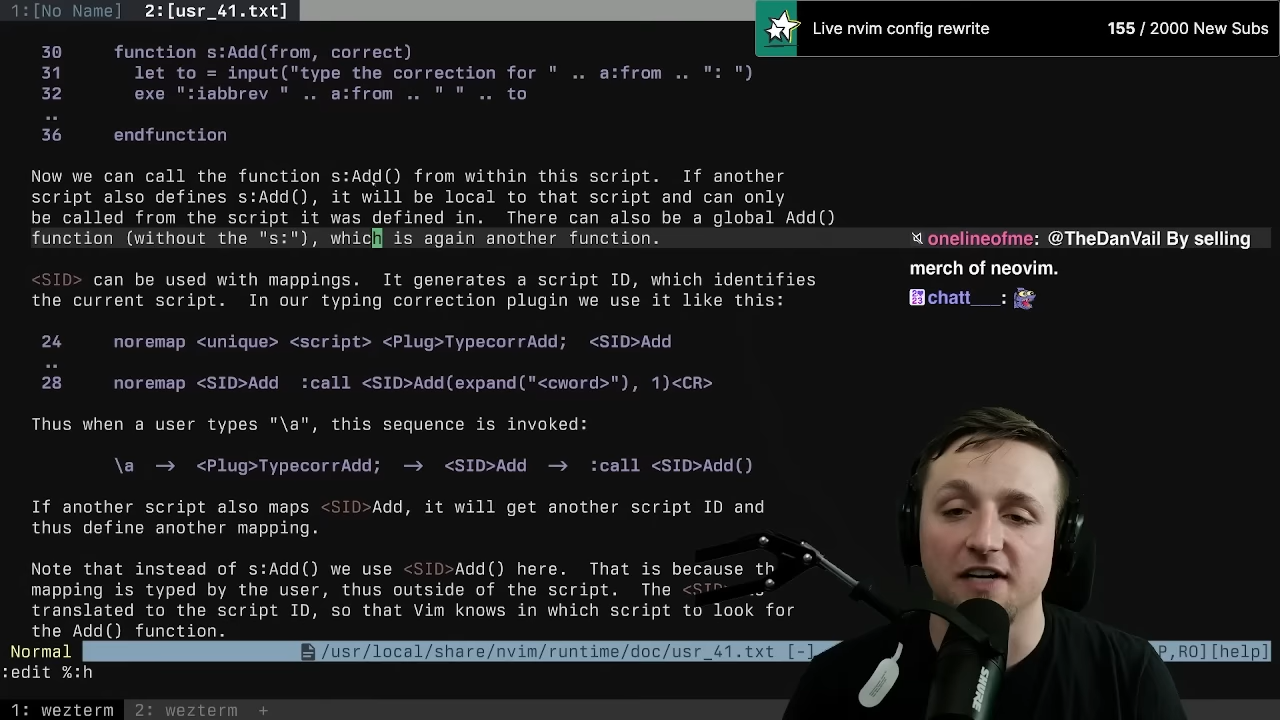 1:[No Name]  2:[usr_41.txt]
Live nvim config rewrite 155 / 2000 New Subs
30 function s:Add(from, correct)
31 let to = input("type the correction for " .. a:from .. ": ")
32 exe ":iabbrev " .. a:from .. " " .. to
..
36 endfunction
Now we can call the function s:Add() from within this script.  If another
script also defines s:Add(), it will be local to that script and can only
be called from the script it was defined in.  There can also be a global Add()
function (without the "s:"), which is again another function.
onelineofme: @TheDanVail By selling
merch of neovim.
chatt___:
<SID> can be used with mappings.  It generates a script ID, which identifies
the current script.  In our typing correction plugin we use it like this:
24 noremap <unique> <script> <Plug>TypecorrAdd;  <SID>Add
..
28 noremap <SID>Add  :call <SID>Add(expand("<cword>"), 1)<CR>
Thus when a user types "\a", this sequence is invoked:
\a -> <Plug>TypecorrAdd; -> <SID>Add -> :call <SID>Add()
If another script also maps <SID>Add, it will get another script ID and
thus define another mapping.
Note that instead of s:Add() we use <SID>Add() here.  That is because th
mapping is typed by the user, thus outside of the script.  The <SID>
translated to the script ID, so that Vim knows in which script to look for
the Add() function.
Normal /usr/local/share/nvim/runtime/doc/usr_41.txt [-] P,RO][help]
:edit %:h
SHURE
1: wezterm  2: wezterm  +